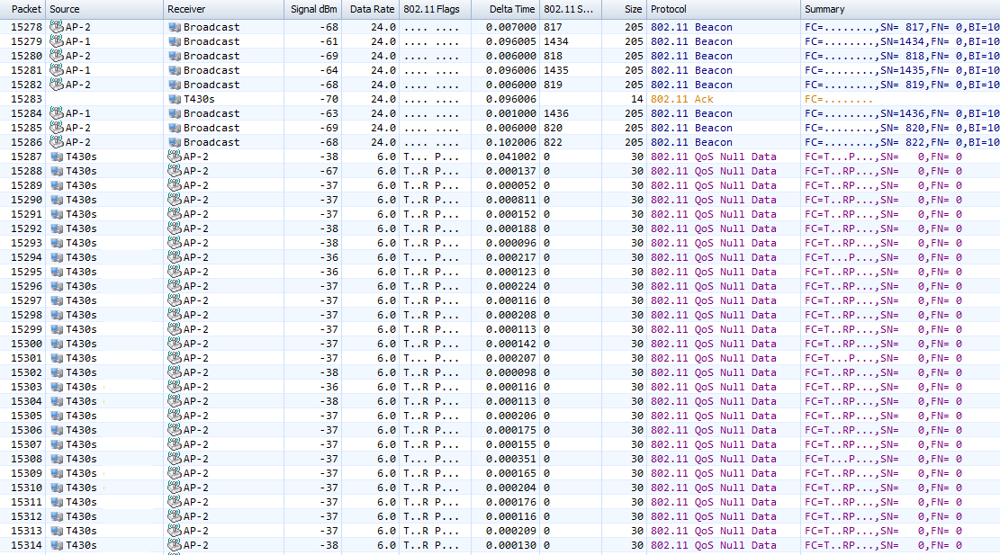 Packet Source Receiver Signal dBm Data Rate 802.11 Flags Delta Time 802.11 S... Size Protocol Summary
15278 AP-2 Broadcast -68 24.0 .... .... 0.007000 817 205 802.11 Beacon FC=........,SN= 817,FN= 0,BI=10
15279 AP-1 Broadcast -61 24.0 .... .... 0.096005 1434 205 802.11 Beacon FC=........,SN=1434,FN= 0,BI=10
15280 AP-2 Broadcast -69 24.0 .... .... 0.006000 818 205 802.11 Beacon FC=........,SN= 818,FN= 0,BI=10
15281 AP-1 Broadcast -64 24.0 .... .... 0.096006 1435 205 802.11 Beacon FC=........,SN=1435,FN= 0,BI=10
15282 AP-2 Broadcast -68 24.0 .... .... 0.006000 819 205 802.11 Beacon FC=........,SN= 819,FN= 0,BI=10
15283 T430s -70 24.0 .... .... 0.096006 14 802.11 Ack FC=........
15284 AP-1 Broadcast -63 24.0 .... .... 0.001000 1436 205 802.11 Beacon FC=........,SN=1436,FN= 0,BI=10
15285 AP-2 Broadcast -69 24.0 .... .... 0.006000 820 205 802.11 Beacon FC=........,SN= 820,FN= 0,BI=10
15286 AP-2 Broadcast -68 24.0 .... .... 0.102006 822 205 802.11 Beacon FC=........,SN= 822,FN= 0,BI=10
15287 T430s AP-2 -38 6.0 T... P... 0.041002 0 30 802.11 QoS Null Data FC=T...P...,SN= 0,FN= 0
15288 T430s AP-2 -67 6.0 T..R P... 0.000137 0 30 802.11 QoS Null Data FC=T..RP...,SN= 0,FN= 0
15289 T430s AP-2 -37 6.0 T..R P... 0.000052 0 30 802.11 QoS Null Data FC=T..RP...,SN= 0,FN= 0
15290 T430s AP-2 -37 6.0 T..R P... 0.000811 0 30 802.11 QoS Null Data FC=T..RP...,SN= 0,FN= 0
15291 T430s AP-2 -37 6.0 T..R P... 0.000152 0 30 802.11 QoS Null Data FC=T..RP...,SN= 0,FN= 0
15292 T430s AP-2 -38 6.0 T..R P... 0.000188 0 30 802.11 QoS Null Data FC=T..RP...,SN= 0,FN= 0
15293 T430s AP-2 -38 6.0 T..R P... 0.000096 0 30 802.11 QoS Null Data FC=T..RP...,SN= 0,FN= 0
15294 T430s AP-2 -36 6.0 T... P... 0.000217 0 30 802.11 QoS Null Data FC=T...P...,SN= 0,FN= 0
15295 T430s AP-2 -36 6.0 T..R P... 0.000123 0 30 802.11 QoS Null Data FC=T..RP...,SN= 0,FN= 0
15296 T430s AP-2 -37 6.0 T..R P... 0.000224 0 30 802.11 QoS Null Data FC=T..RP...,SN= 0,FN= 0
15297 T430s AP-2 -37 6.0 T..R P... 0.000116 0 30 802.11 QoS Null Data FC=T..RP...,SN= 0,FN= 0
15298 T430s AP-2 -37 6.0 T..R P... 0.000208 0 30 802.11 QoS Null Data FC=T..RP...,SN= 0,FN= 0
15299 T430s AP-2 -37 6.0 T..R P... 0.000113 0 30 802.11 QoS Null Data FC=T..RP...,SN= 0,FN= 0
15300 T430s AP-2 -37 6.0 T..R P... 0.000142 0 30 802.11 QoS Null Data FC=T..RP...,SN= 0,FN= 0
15301 T430s AP-2 -37 6.0 T... P... 0.000207 0 30 802.11 QoS Null Data FC=T...P...,SN= 0,FN= 0
15302 T430s AP-2 -38 6.0 T..R P... 0.000098 0 30 802.11 QoS Null Data FC=T..RP...,SN= 0,FN= 0
15303 T430s AP-2 -36 6.0 T..R P... 0.000116 0 30 802.11 QoS Null Data FC=T..RP...,SN= 0,FN= 0
15304 T430s AP-2 -38 6.0 T..R P... 0.000113 0 30 802.11 QoS Null Data FC=T..RP...,SN= 0,FN= 0
15305 T430s AP-2 -37 6.0 T..R P... 0.000206 0 30 802.11 QoS Null Data FC=T..RP...,SN= 0,FN= 0
15306 T430s AP-2 -37 6.0 T..R P... 0.000175 0 30 802.11 QoS Null Data FC=T..RP...,SN= 0,FN= 0
15307 T430s AP-2 -37 6.0 T..R P... 0.000155 0 30 802.11 QoS Null Data FC=T..RP...,SN= 0,FN= 0
15308 T430s AP-2 -37 6.0 T... P... 0.000351 0 30 802.11 QoS Null Data FC=T...P...,SN= 0,FN= 0
15309 T430s AP-2 -37 6.0 T..R P... 0.000165 0 30 802.11 QoS Null Data FC=T..RP...,SN= 0,FN= 0
15310 T430s AP-2 -37 6.0 T..R P... 0.000204 0 30 802.11 QoS Null Data FC=T..RP...,SN= 0,FN= 0
15311 T430s AP-2 -37 6.0 T..R P... 0.000176 0 30 802.11 QoS Null Data FC=T..RP...,SN= 0,FN= 0
15312 T430s AP-2 -37 6.0 T..R P... 0.000116 0 30 802.11 QoS Null Data FC=T..RP...,SN= 0,FN= 0
15313 T430s AP-2 -37 6.0 T..R P... 0.000209 0 30 802.11 QoS Null Data FC=T..RP...,SN= 0,FN= 0
15314 T430s AP-2 -38 6.0 T..R P... 0.000130 0 30 802.11 QoS Null Data FC=T..RP...,SN= 0,FN= 0